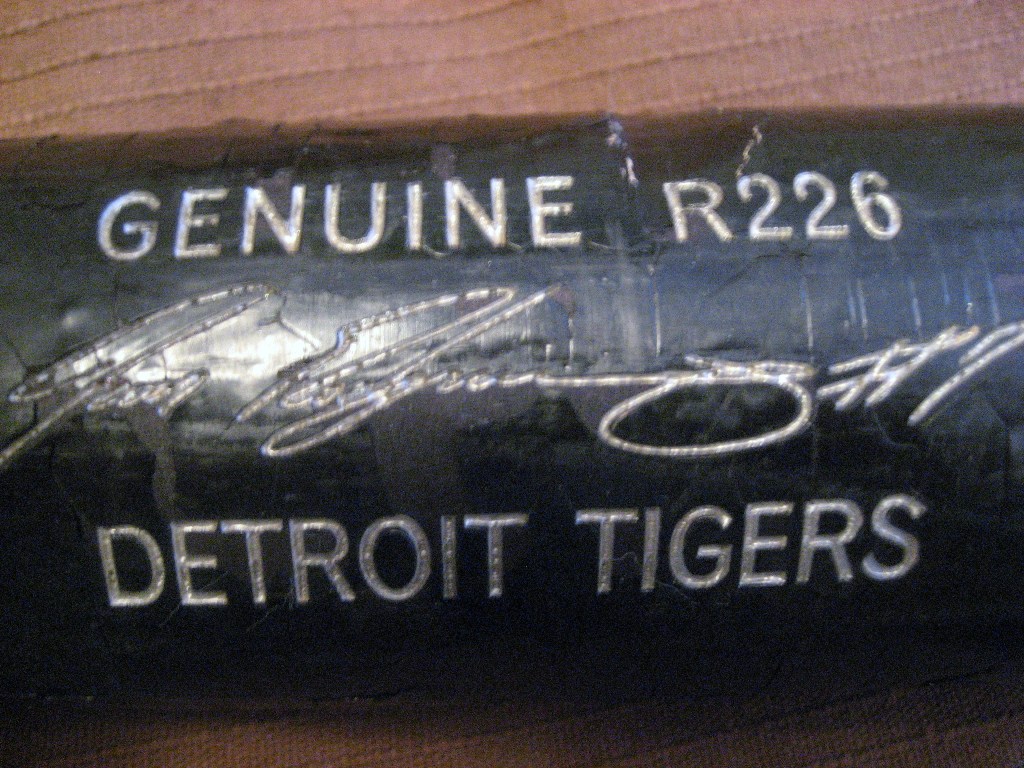 GENUINE R226
DETROIT TIGERS